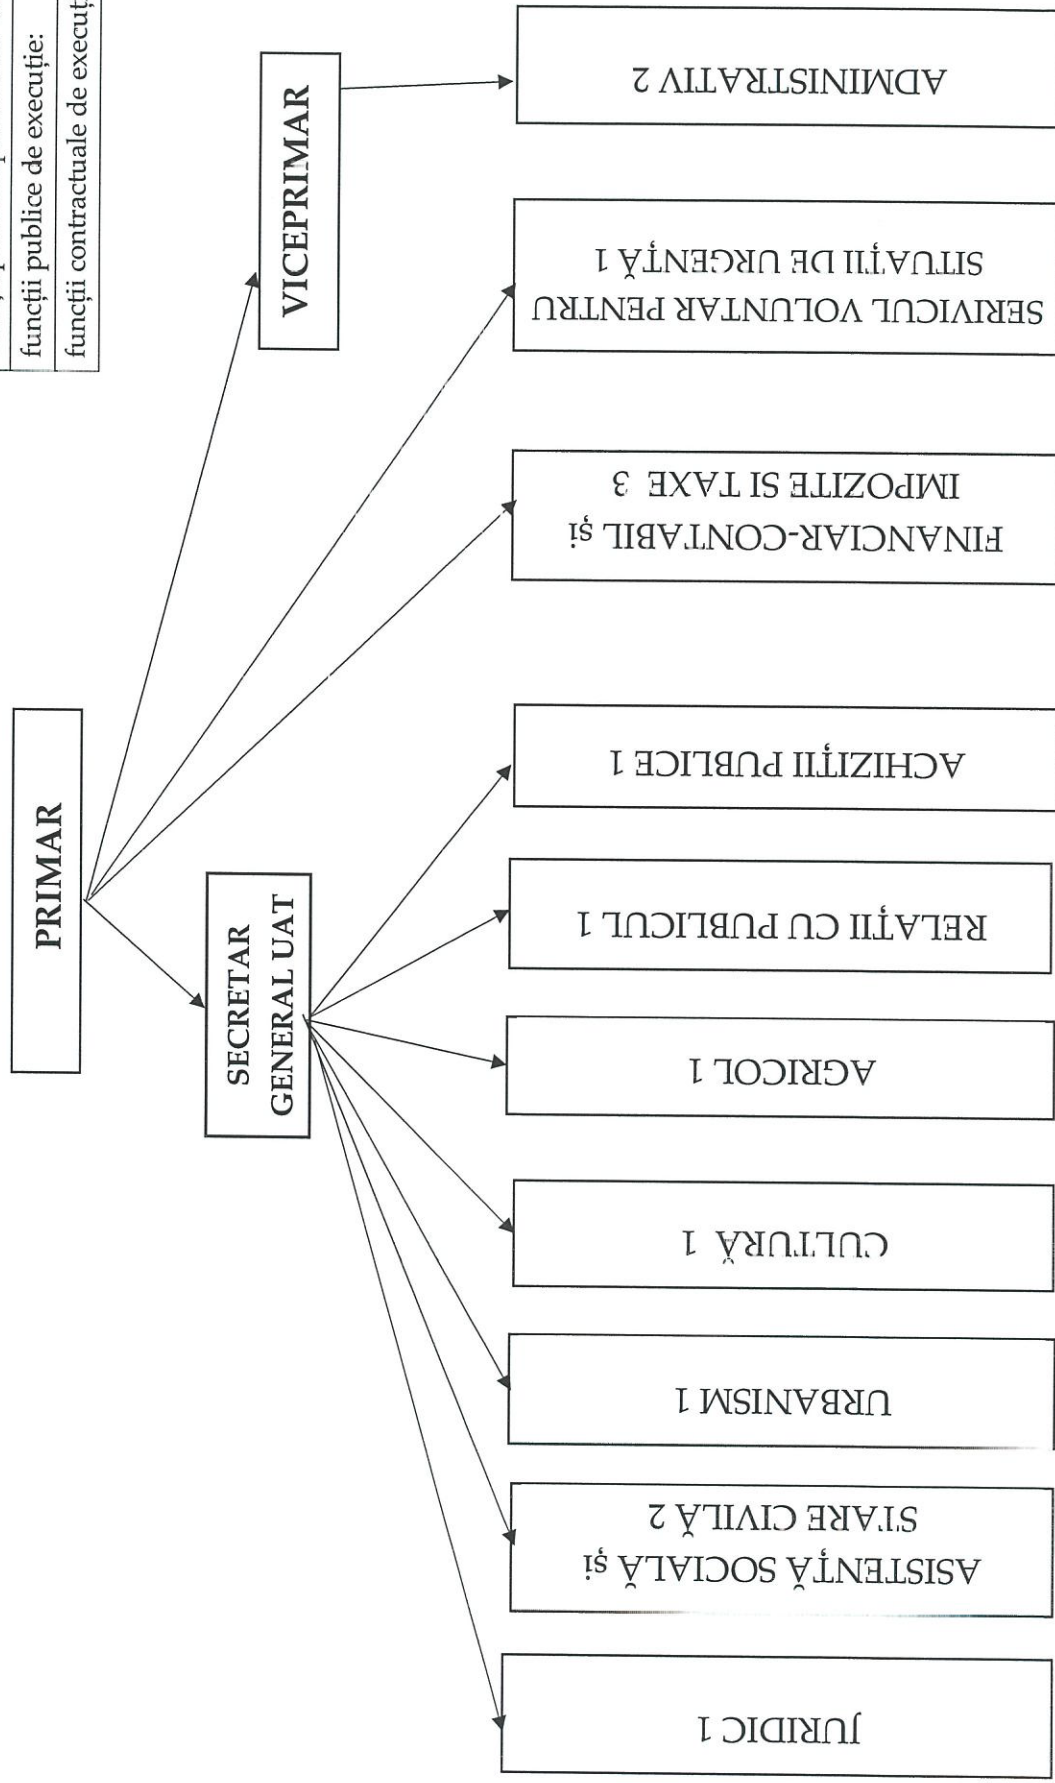 funcții publice de execuție:
funcții contractuale de
PRIMAR
VICEPRIMAR
SECRETAR
GENERAL UAT
JURIDIC 1
ASISTENȚĂ SOCIALĂ și
STARE CIVILĂ 2
URBANISM 1
CULTURĂ 1
AGRICOL 1
RELAȚII CU PUBLICUL 1
ACHIZIȚII PUBLICE 1
FINANCIAR-CONTABIL și
IMPOZITE SI TAXE 3
SERIVICUL VOLUNTAR PENTRU
SITUAȚII DE URGENȚĂ 1
ADMINISTRATIV 2